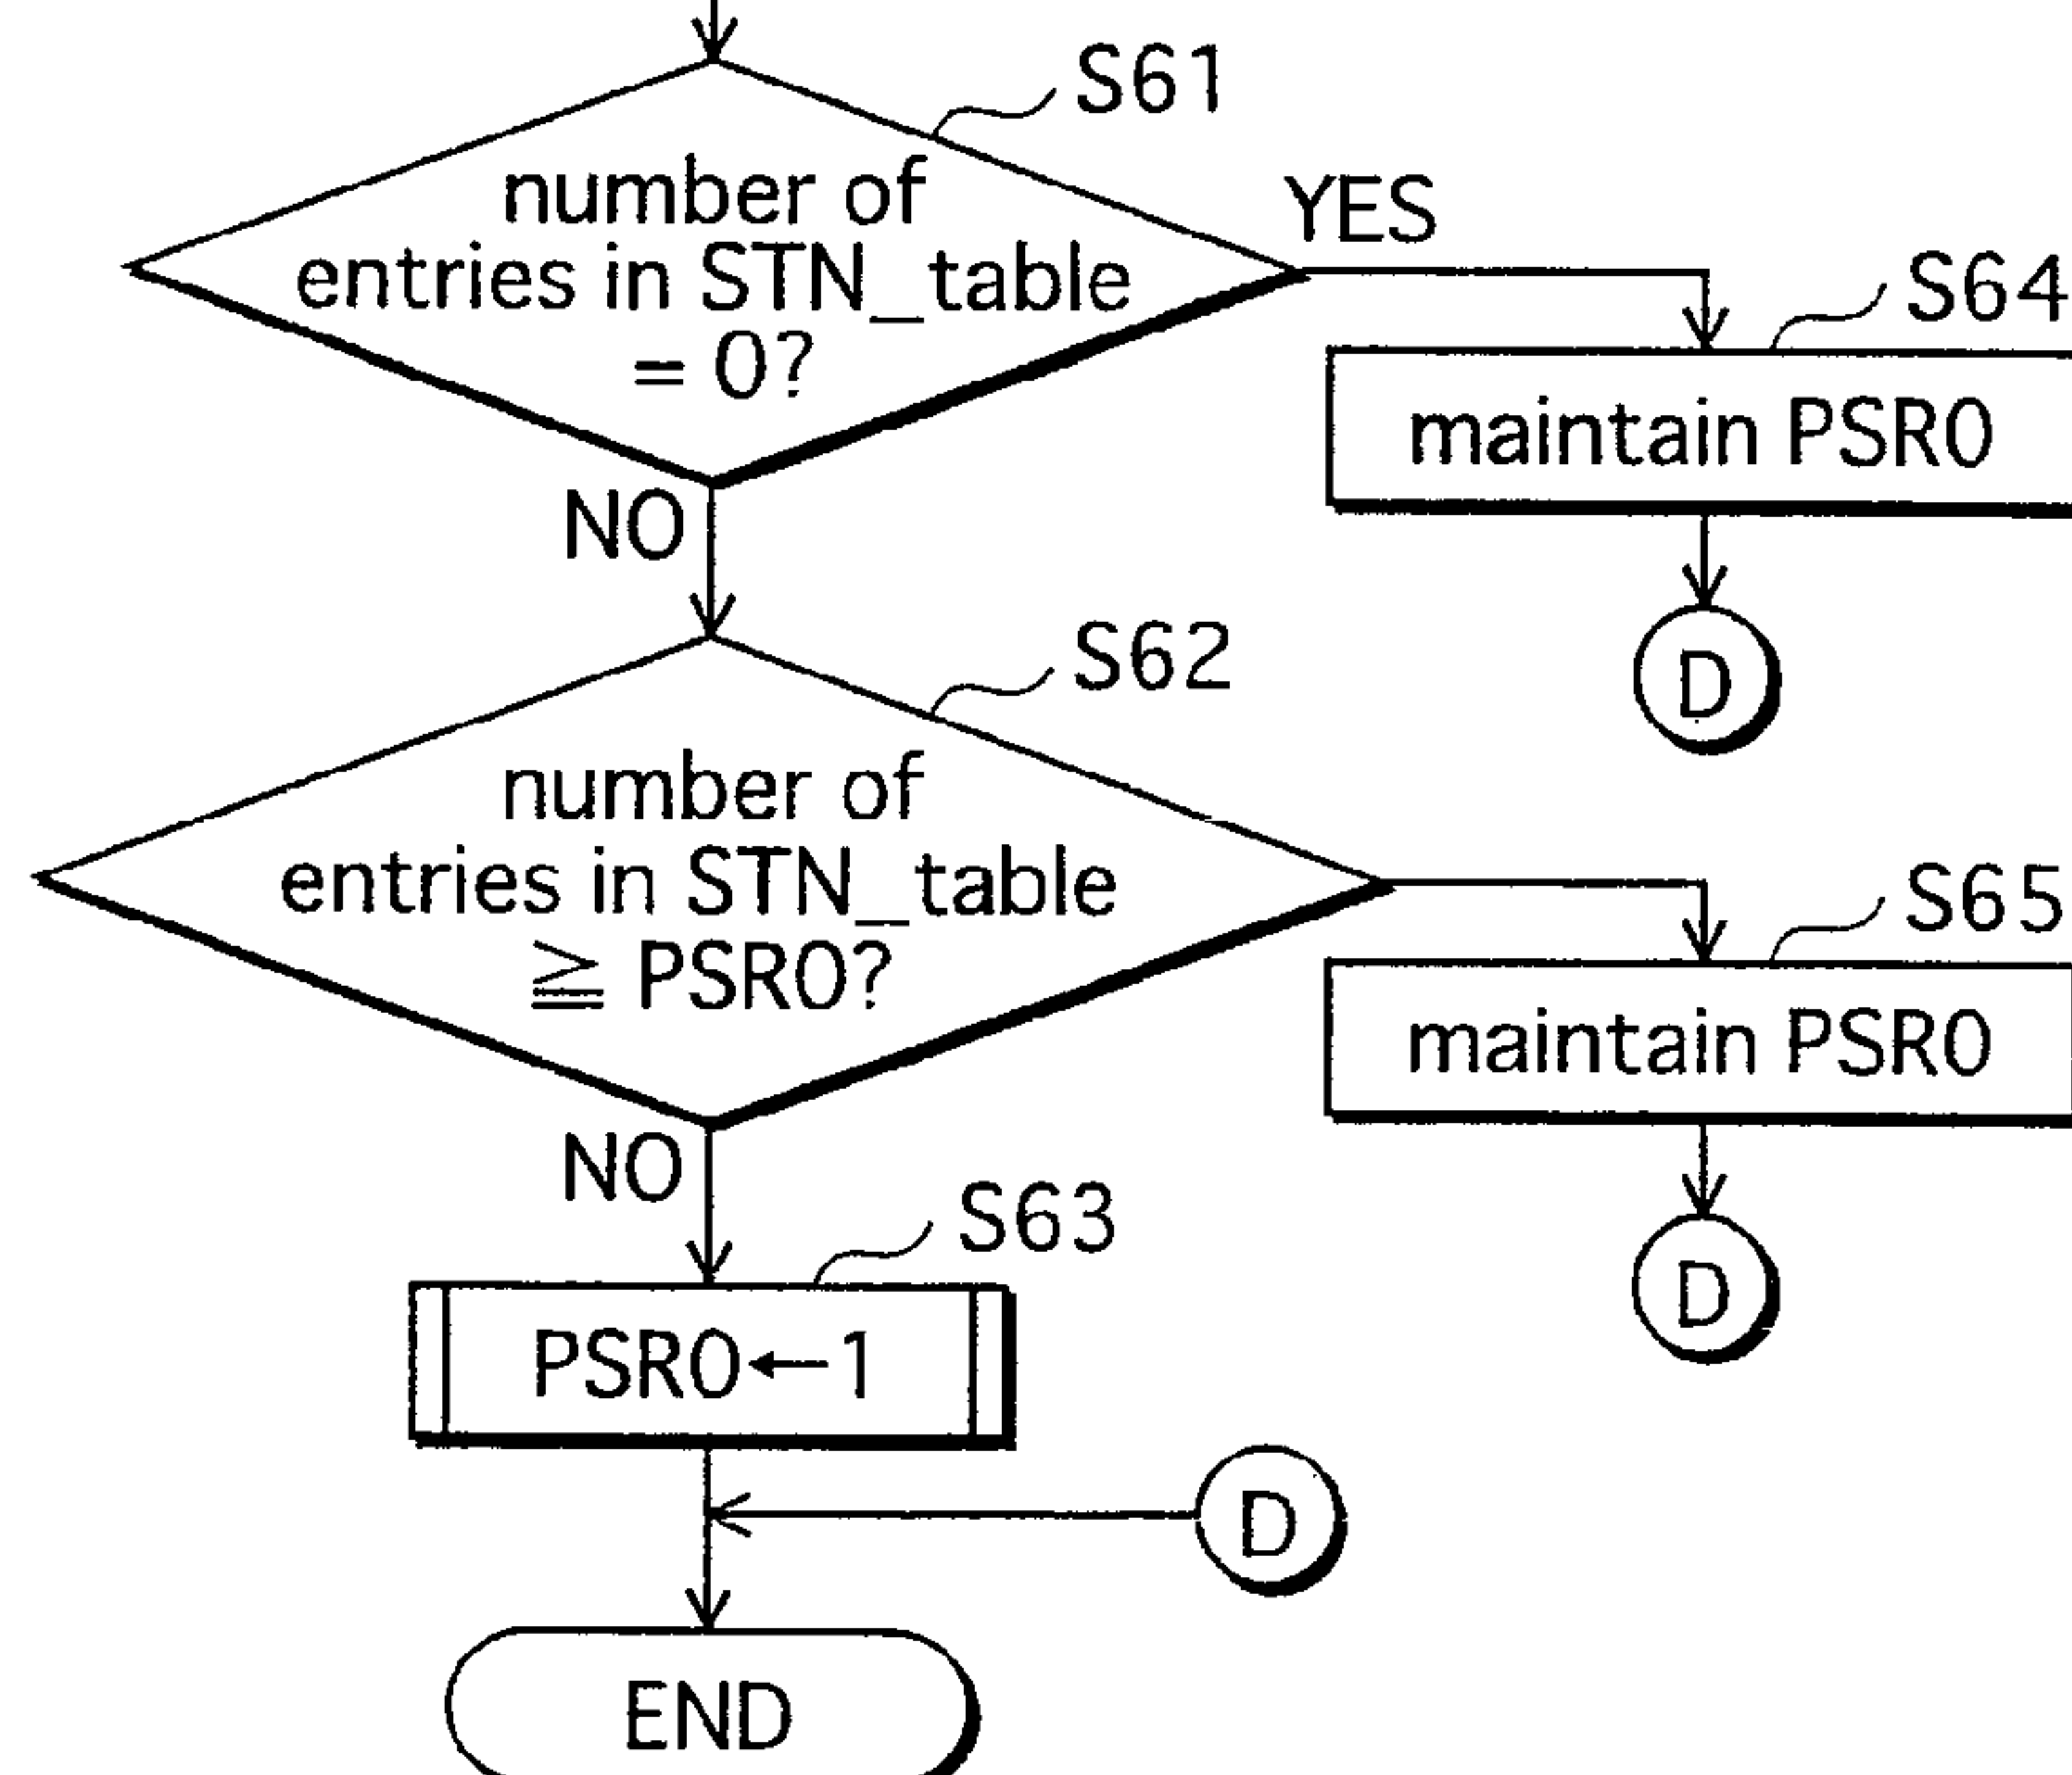 S61
number of
entries in STN_table
= 0?
YES
S64
maintain PSR0
D
NO
S62
number of
entries in STN_table
≧ PSR0?
S65
maintain PSR0
D
NO
S63
PSR0←1
D
END